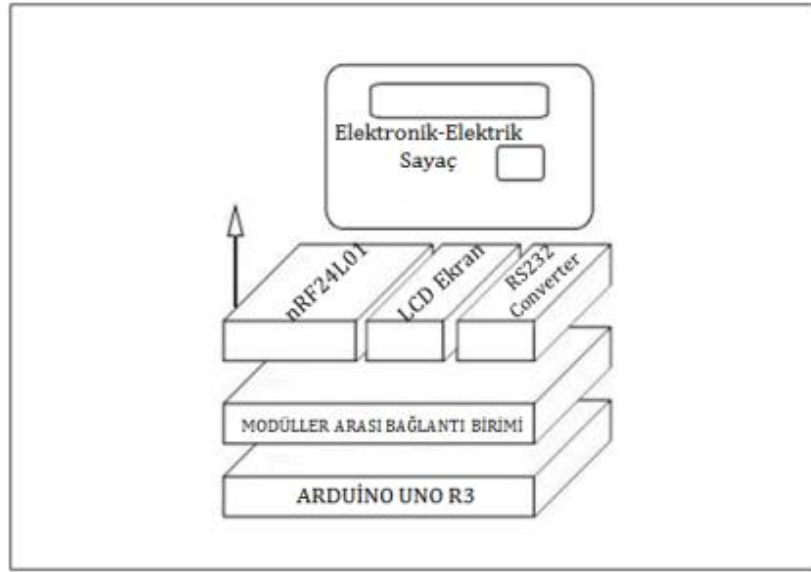 Elektronik-Elektrik
Sayaç
nRF24L01
LCD Ekran
RS232
Converter
MODÜLLER ARASI BAĞLANTI BİRİMİ
ARDUİNO UNO R3